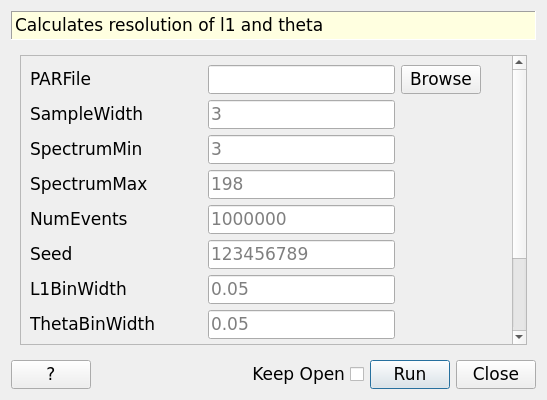 Calculates resolution of l1 and theta
PARFile Browse
SampleWidth 3
SpectrumMin 3
SpectrumMax 198
NumEvents 1000000
Seed 123456789
L1BinWidth 0.05
ThetaBinWidth 0.05
? Keep Open Run Close